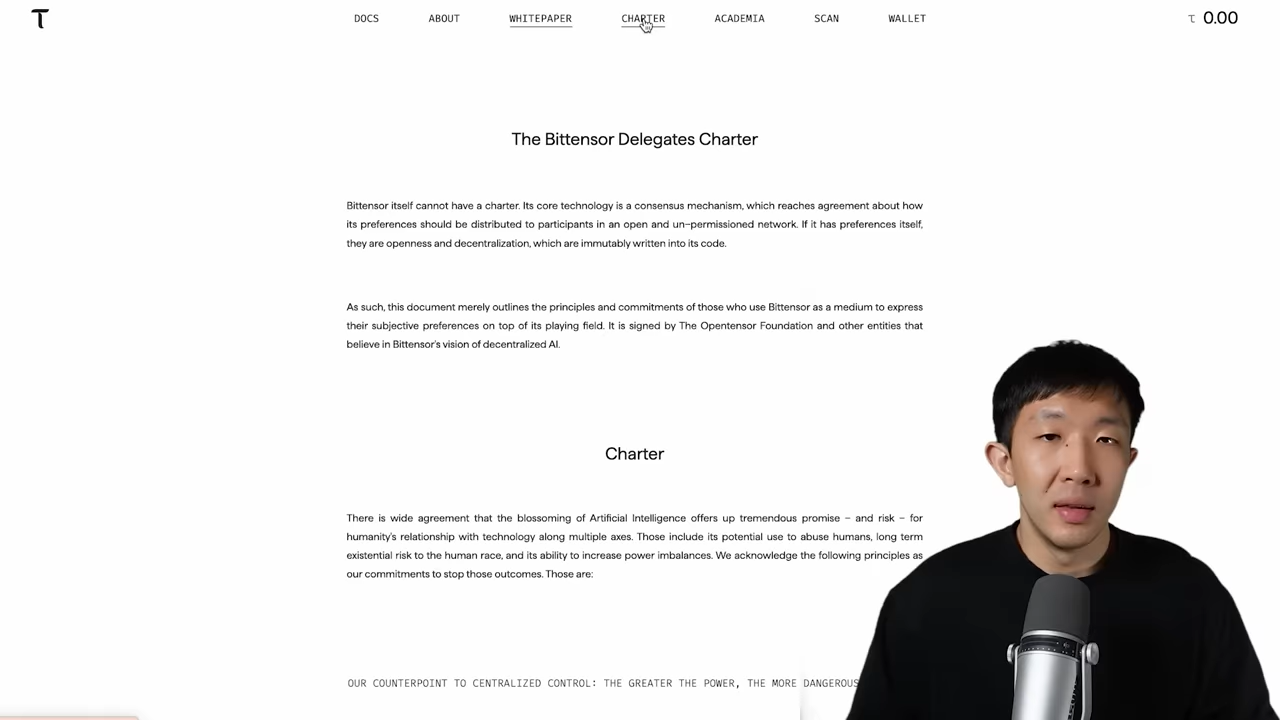 DOCS ABOUT WHITEPAPER CHARTER ACADEMIA SCAN WALLET τ 0.00
The Bittensor Delegates Charter
Bittensor itself cannot have a charter. Its core technology is a consensus mechanism, which reaches agreement about how
its preferences should be distributed to participants in an open and un–permissioned network. If it has preferences itself,
they are openness and decentralization, which are immutably written into its code.
As such, this document merely outlines the principles and commitments of those who use Bittensor as a medium to express
their subjective preferences on top of its playing field. It is signed by The Opentensor Foundation and other entities that
believe in Bittensor's vision of decentralized AI.
Charter
There is wide agreement that the blossoming of Artificial Intelligence offers up tremendous promise – and risk – for
humanity's relationship with technology along multiple axes. Those include its potential use to abuse humans, long term
existential risk to the human race, and its ability to increase power imbalances. We acknowledge the following principles as
our commitments to stop those outcomes. Those are:
OUR COUNTERPOINT TO CENTRALIZED CONTROL: THE GREATER THE POWER, THE MORE DANGEROUS